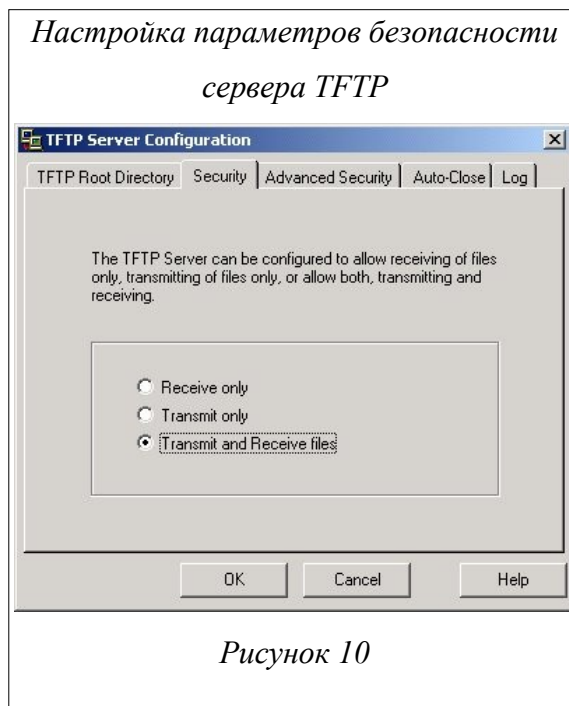 Настройка параметров безопасности
сервера TFTP
TFTP Server Configuration
TFTP Root Directory Security Advanced Security Auto-Close Log
The TFTP Server can be configured to allow receiving of files
only, transmitting of files only, or allow both, transmitting and
receiving.
Receive only
Transmit only
Transmit and Receive files
OK Cancel Help
Рисунок 10